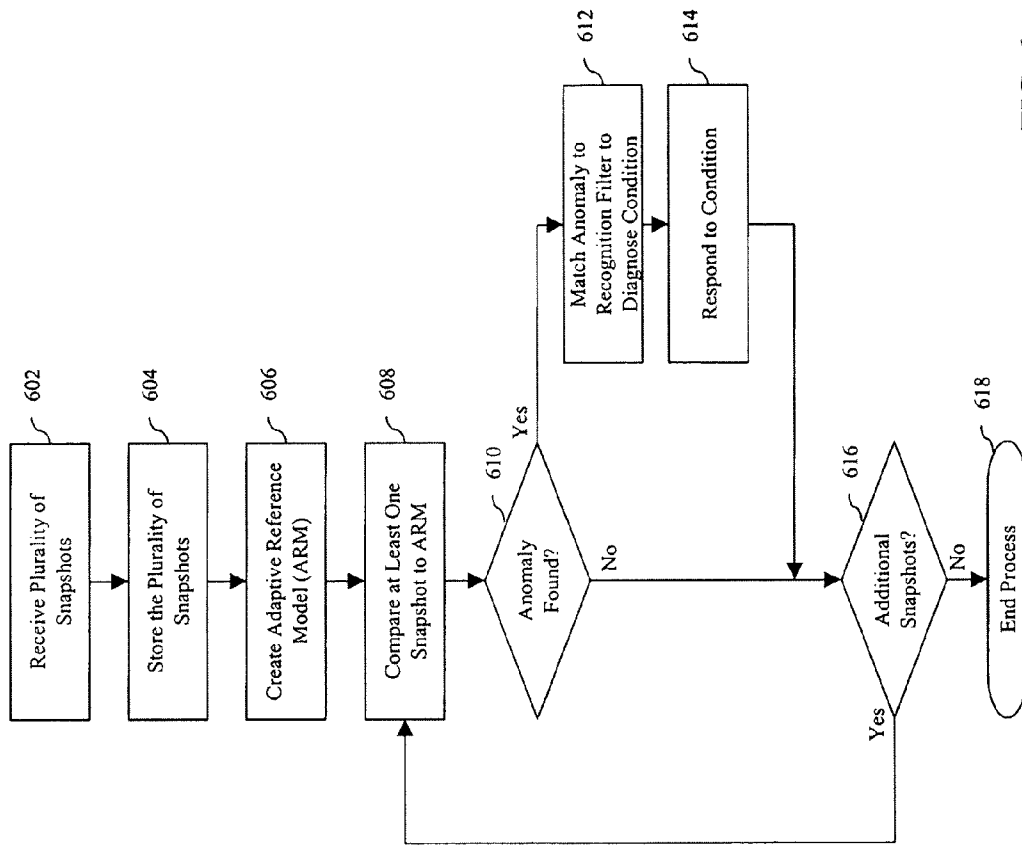 Receive Plurality of
Snapshots
602
Store the Plurality of
Snapshots
604
Create Adaptive Reference
Model (ARM)
606
Compare at Least One
Snapshot to ARM
608
Anomaly
Found?
610
Yes
No
Match Anomaly to
Recognition Filter to
Diagnose Condition
612
Respond to Condition
614
Additional
Snapshots?
616
Yes
No
End Process
618